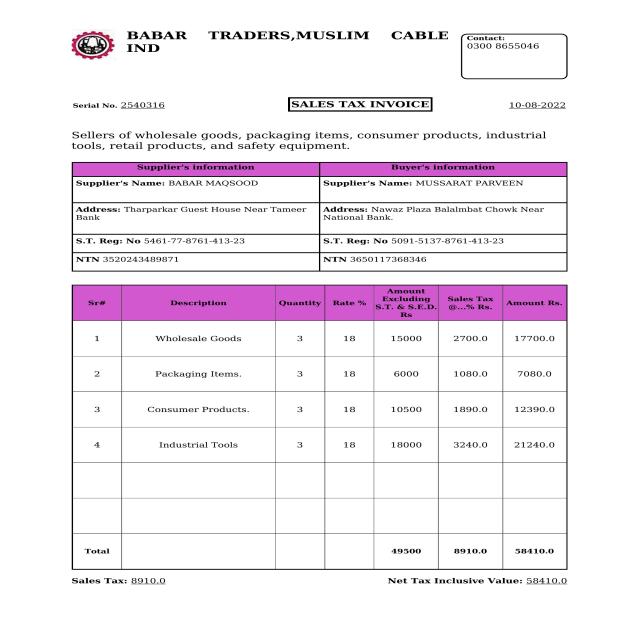 BABAR TRADERS,MUSLIM CABLE
IND
Contact:
0300 8655046
Serial No. 2540316
SALES TAX INVOICE
10-08-2022
Sellers of wholesale goods, packaging items, consumer products, industrial
tools, retail products, and safety equipment.
Supplier's information Buyer's information
Supplier's Name: BABAR MAQSOOD Supplier's Name: MUSSARAT PARVEEN
Address: Tharparkar Guest House Near Tameer
Bank
Address: Nawaz Plaza Balalmbat Chowk Near
National Bank.
S.T. Reg: No 5461-77-8761-413-23 S.T. Reg: No 5091-5137-8761-413-23
NTN 3520243489871 NTN 3650117368346
Sr# Description Quantity Rate % Amount Excluding S.T. & S.E.D. Rs Sales Tax @...% Rs. Amount Rs.
1 Wholesale Goods 3 18 15000 2700.0 17700.0
2 Packaging Items. 3 18 6000 1080.0 7080.0
3 Consumer Products. 3 18 10500 1890.0 12390.0
4 Industrial Tools 3 18 18000 3240.0 21240.0
Total 49500 8910.0 58410.0
Sales Tax: 8910.0 Net Tax Inclusive Value: 58410.0